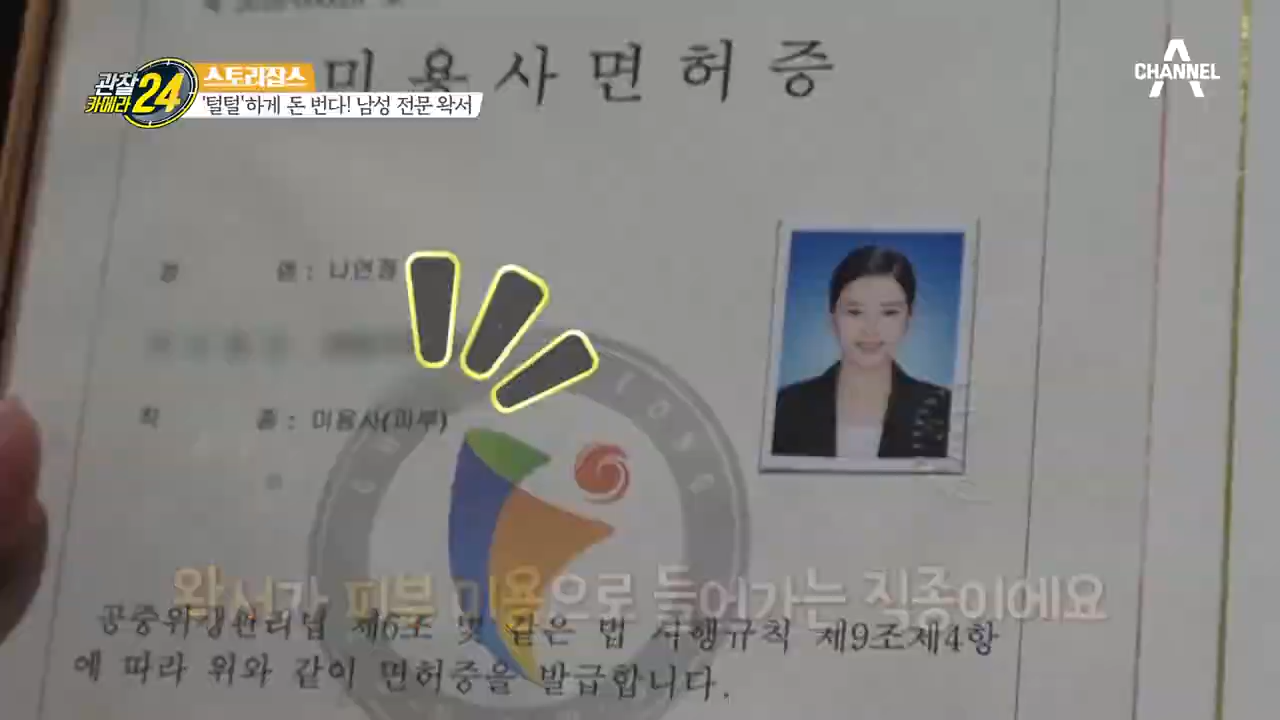 관찰
카메라 24
스토리잡스
'털털'하게 돈 번다! 남성 전문 왁서
CHANNEL A
미용사면허증
성 명 :
직 종 : 미용사(피부)
왁서가 피부 미용으로 들어가는 직종이에요
공중위생관리법 제6조 및 같은 법 시행규칙 제9조제4항
에 따라 위와 같이 면허증을 발급합니다.